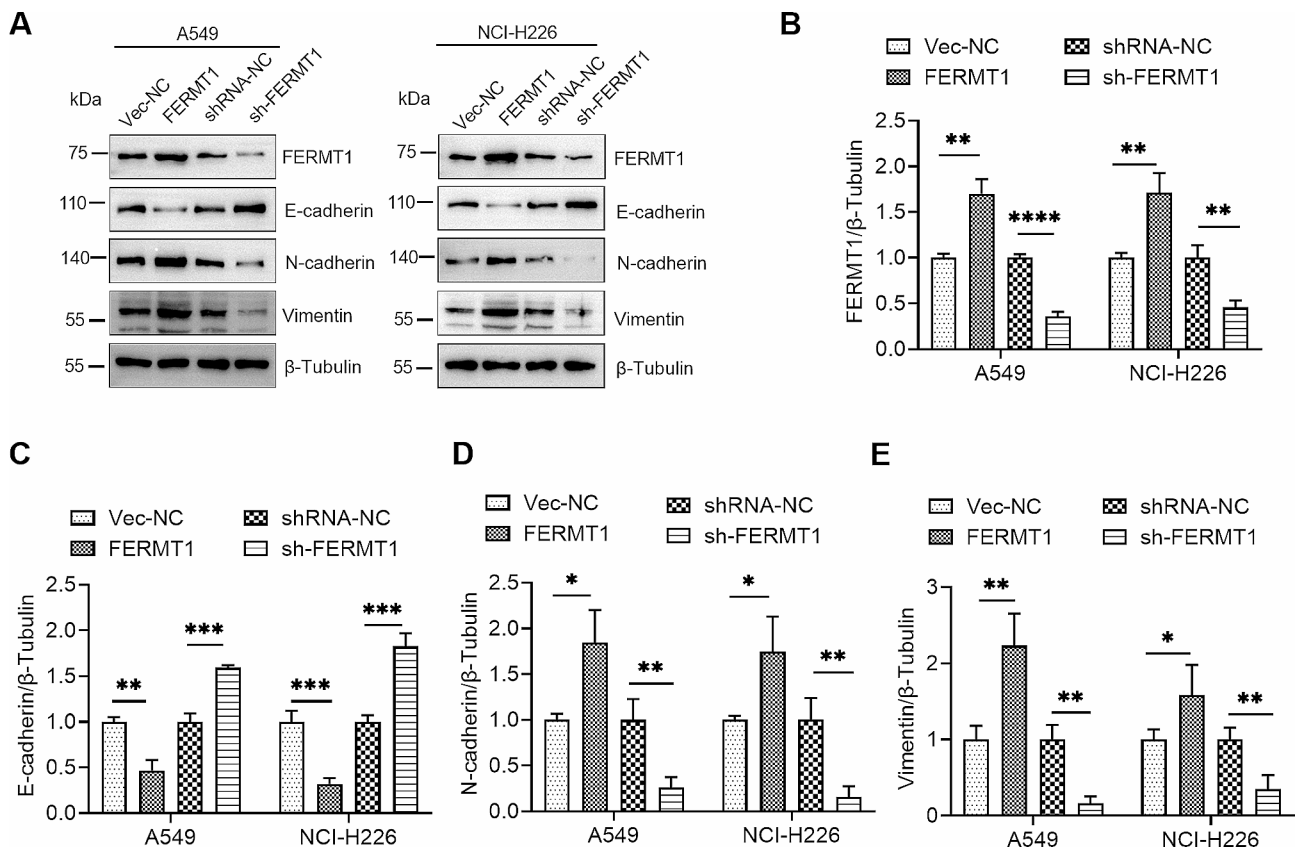 A
A549
NCI-H226
kDa
Vec-NC
FERMT1
shRNA-NC
sh-FERMT1
kDa
Vec-NC
FERMT1
shRNA-NC
sh-FERMT1
75
FERMT1
75
FERMT1
110
E-cadherin
110
E-cadherin
140
N-cadherin
140
N-cadherin
55
Vimentin
55
Vimentin
55
β-Tubulin
55
β-Tubulin
B
Vec-NC
shRNA-NC
FERMT1
sh-FERMT1
FERMT1/β-Tubulin
2.5
2.0
1.5
1.0
0.5
0.0
**
****
**
**
A549
NCI-H226
C
Vec-NC
shRNA-NC
FERMT1
sh-FERMT1
E-cadherin/β-Tubulin
2.5
2.0
1.5
1.0
0.5
0.0
**
***
***
***
A549
NCI-H226
D
Vec-NC
shRNA-NC
FERMT1
sh-FERMT1
N-cadherin/β-Tubulin
2.5
2.0
1.5
1.0
0.5
0.0
*
**
*
**
A549
NCI-H226
E
Vec-NC
shRNA-NC
FERMT1
sh-FERMT1
Vimentin/β-Tubulin
3
2
1
0
**
**
*
**
A549
NCI-H226